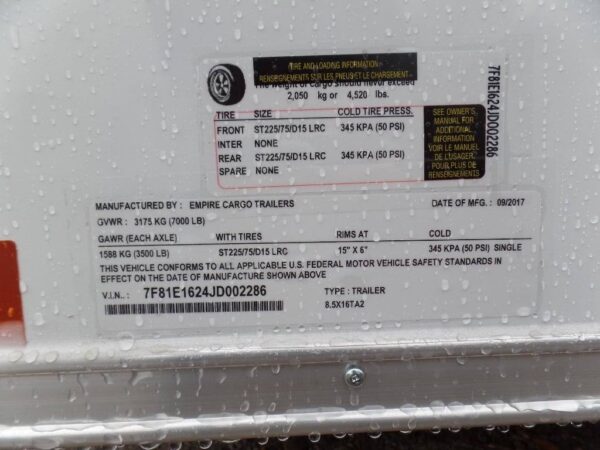 TIRE AND LOADING INFORMATION
RENSEIGNEMENTS SUR LES PNEUS ET LE CHARGEMENT
The weight of cargo should never exceed
2,050 kg or 4,520 lbs.
TIRE SIZE COLD TIRE PRESS.
FRONT ST225/75/D15 LRC 345 KPA (50 PSI)
INTER NONE
REAR ST225/75/D15 LRC 345 KPA (50 PSI)
SPARE NONE
SEE OWNER'S
MANUAL FOR
ADDITIONAL
INFORMATION
VOIR LE MANUEL
DE L'USAGER
POUR PLUS DE
RENSEIGNEMENTS
7F81E1624JD002286
MANUFACTURED BY : EMPIRE CARGO TRAILERS DATE OF MFG. : 09/2017
GVWR : 3175 KG (7000 LB)
GAWR (EACH AXLE) WITH TIRES RIMS AT COLD
1588 KG (3500 LB) ST225/75/D15 LRC 15" X 6" 345 KPA (50 PSI) SINGLE
THIS VEHICLE CONFORMS TO ALL APPLICABLE U.S. FEDERAL MOTOR VEHICLE SAFETY STANDARDS IN
EFFECT ON THE DATE OF MANUFACTURE SHOWN ABOVE
V.I.N.. : 7F81E1624JD002286 TYPE : TRAILER
8.5X16TA2